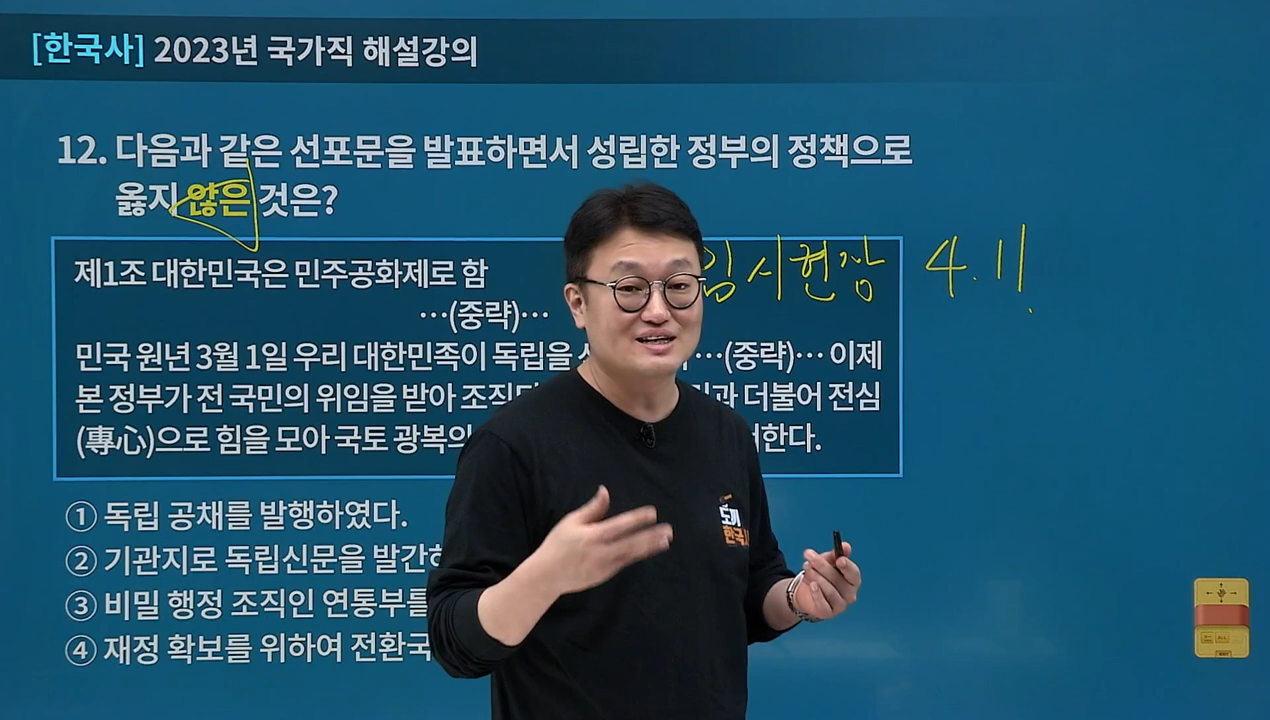 [한국사] 2023년 국가직 해설강의
12. 다음과 같은 선포문을 발표하면서 성립한 정부의 정책으로
옳지 않은 것은?
임시헌장 4.11
제1조 대한민국은 민주공화제로 함
…(중략)…
민국 원년 3월 1일 우리 대한민족이 독립을 …(중략)… 이제
본 정부가 전 국민의 위임을 받아 더불어 전심
(專心)으로 힘을 모아 국토 광복의
① 독립 공채를 발행하였다.
② 기관지로 독립신문을
③ 비밀 행정 조직인 연통부를
④ 재정 확보를 위하여
한국사